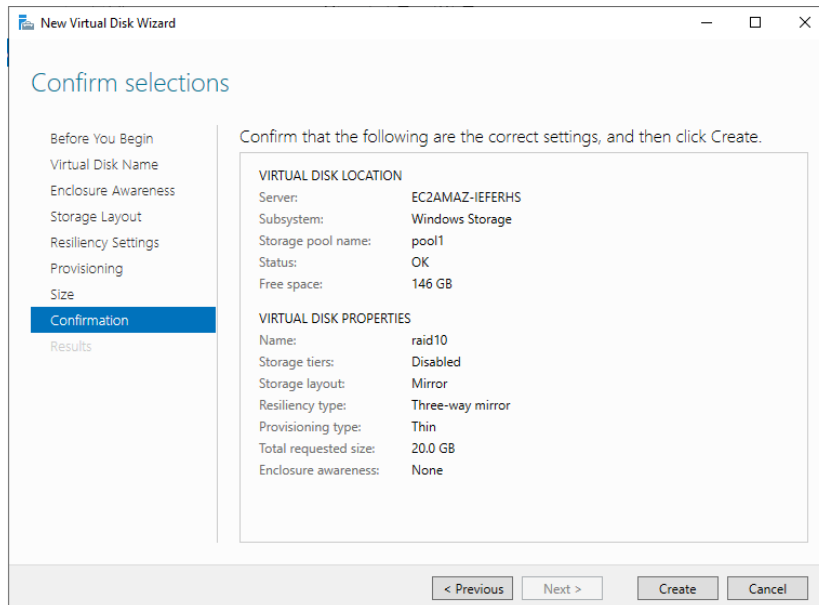 New Virtual Disk Wizard
Confirm selections
Before You Begin
Virtual Disk Name
Enclosure Awareness
Storage Layout
Resiliency Settings
Provisioning
Size
Confirmation
Results
Confirm that the following are the correct settings, and then click Create.
VIRTUAL DISK LOCATION
Server: EC2AMAZ-IEFERHS
Subsystem: Windows Storage
Storage pool name: pool1
Status: OK
Free space: 146 GB
VIRTUAL DISK PROPERTIES
Name: raid10
Storage tiers: Disabled
Storage layout: Mirror
Resiliency type: Three-way mirror
Provisioning type: Thin
Total requested size: 20.0 GB
Enclosure awareness: None
< Previous Next > Create Cancel